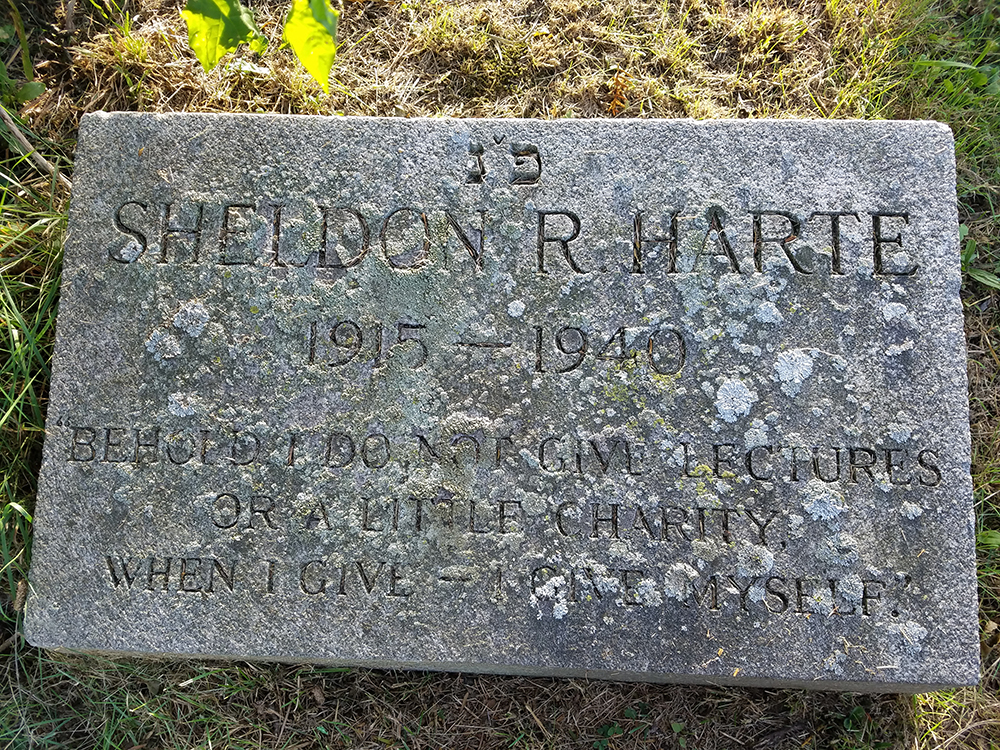 פ״נ
SHELDON R. HARTE
1915 — 1940
"BEHOLD I DO NOT GIVE LECTURES
OR A LITTLE CHARITY,
WHEN I GIVE — I GIVE MYSELF."